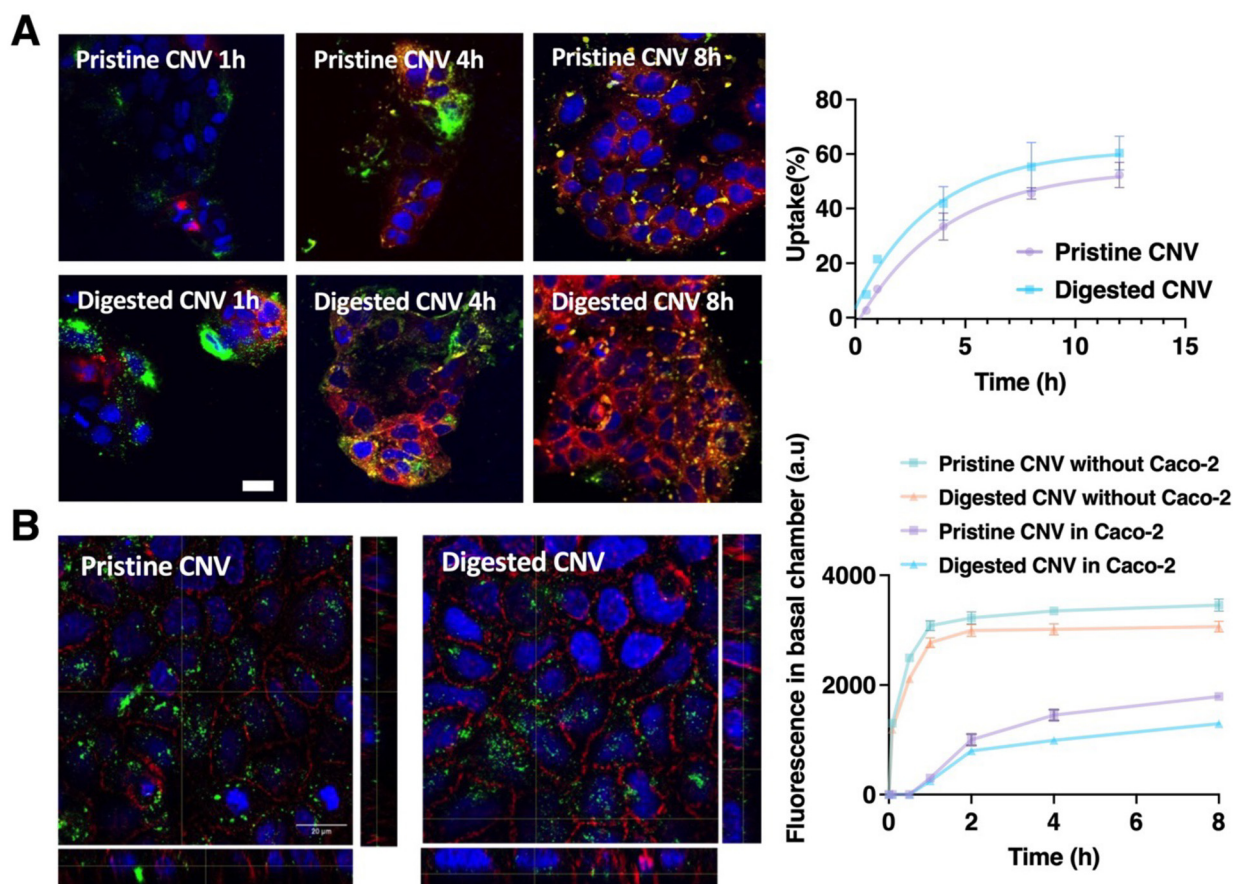 A
Pristine CNV 1h
Pristine CNV 4h
Pristine CNV 8h
Digested CNV 1h
Digested CNV 4h
Digested CNV 8h
Uptake(%)
80
60
40
20
0
0 5 10 15
Time (h)
Pristine CNV
Digested CNV
B
Pristine CNV
20 μm
Digested CNV
Pristine CNV without Caco-2
Digested CNV without Caco-2
Pristine CNV in Caco-2
Digested CNV in Caco-2
Fluorescence in basal chamber (a.u)
4000
2000
0
0 2 4 6 8
Time (h)